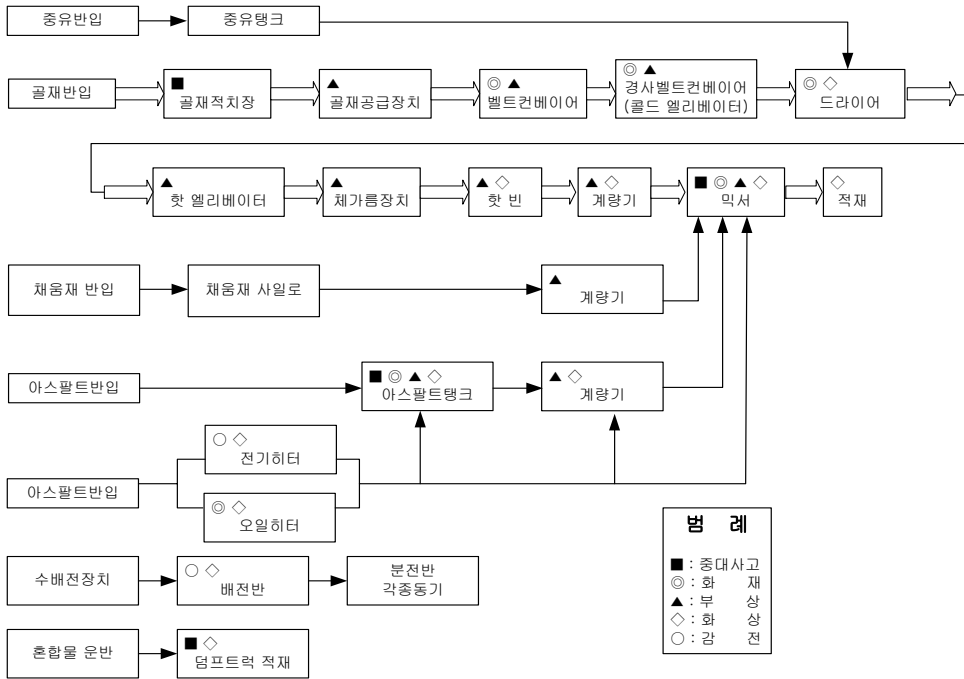 중유반입
중유탱크
골재반입
■
골재적치장
▲
골재공급장치
◎ ▲
벨트컨베이어
◎ ▲
경사벨트컨베이어
(콜드 엘리베이터)
◎ ◇
드라이어
▲
핫 엘리베이터
▲
체가름장치
▲ ◇
핫 빈
▲ ◇
계량기
■ ◎ ▲ ◇
믹서
◇
적재
채움재 반입
채움재 사일로
▲
계량기
아스팔트반입
■ ◎ ▲ ◇
아스팔트탱크
▲ ◇
계량기
아스팔트반입
○ ◇
전기히터
◎ ◇
오일히터
수배전장치
○ ◇
배전반
분전반
각종동기
혼합물 운반
■ ◇
덤프트럭 적재
범 례
■ : 중대사고
◎ : 화 재
▲ : 부 상
◇ : 화 상
○ : 감 전